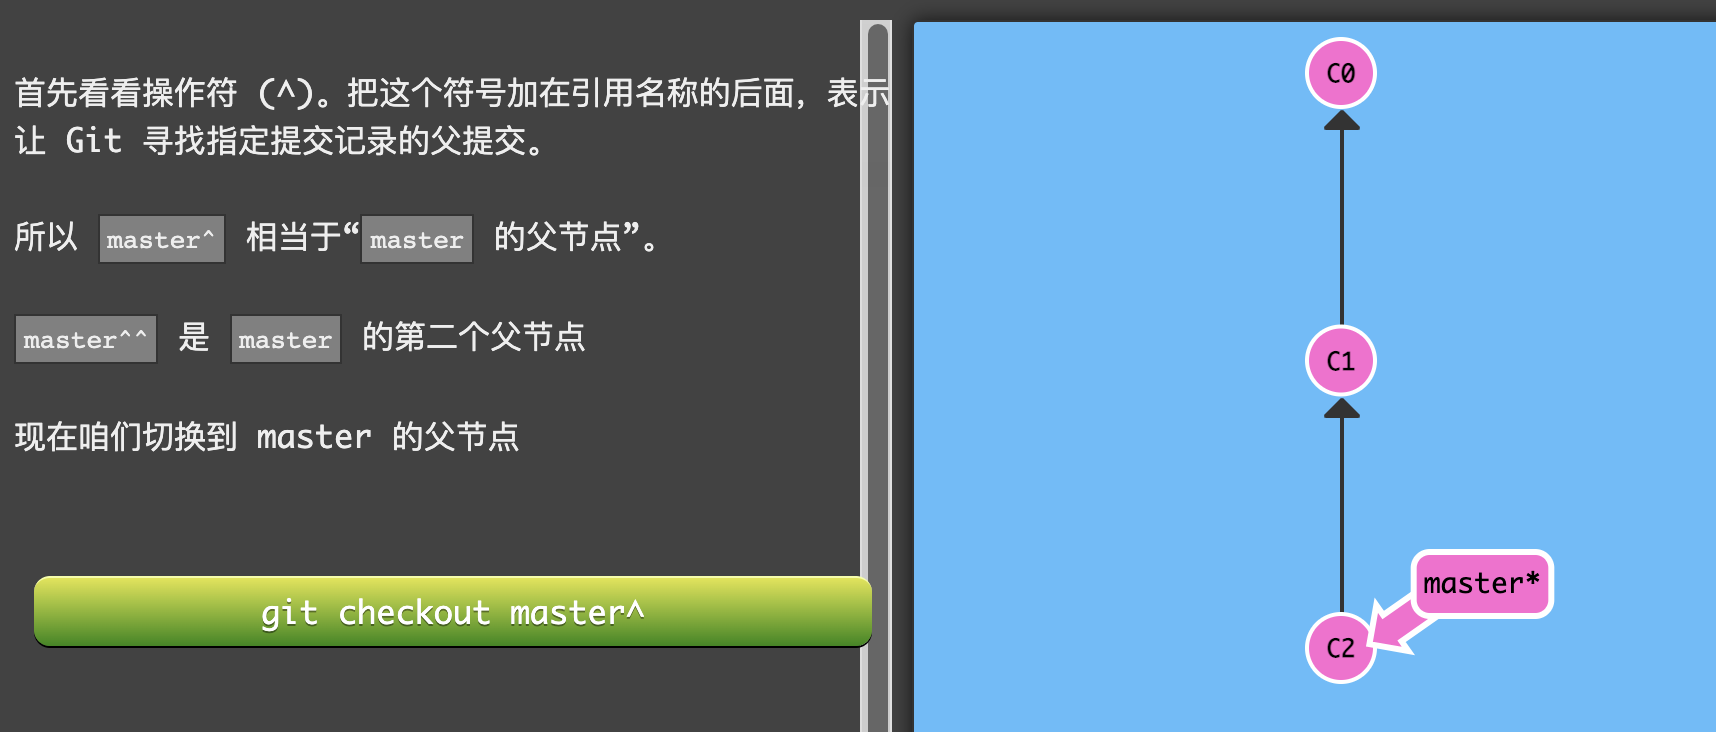 首先看看操作符 (^)。把这个符号加在引用名称的后面，表示
让 Git 寻找指定提交记录的父提交。
所以 master^ 相当于“master 的父节点”。
master^^ 是 master 的第二个父节点
现在咱们切换到 master 的父节点
git checkout master^
C0
C1
master*
C2